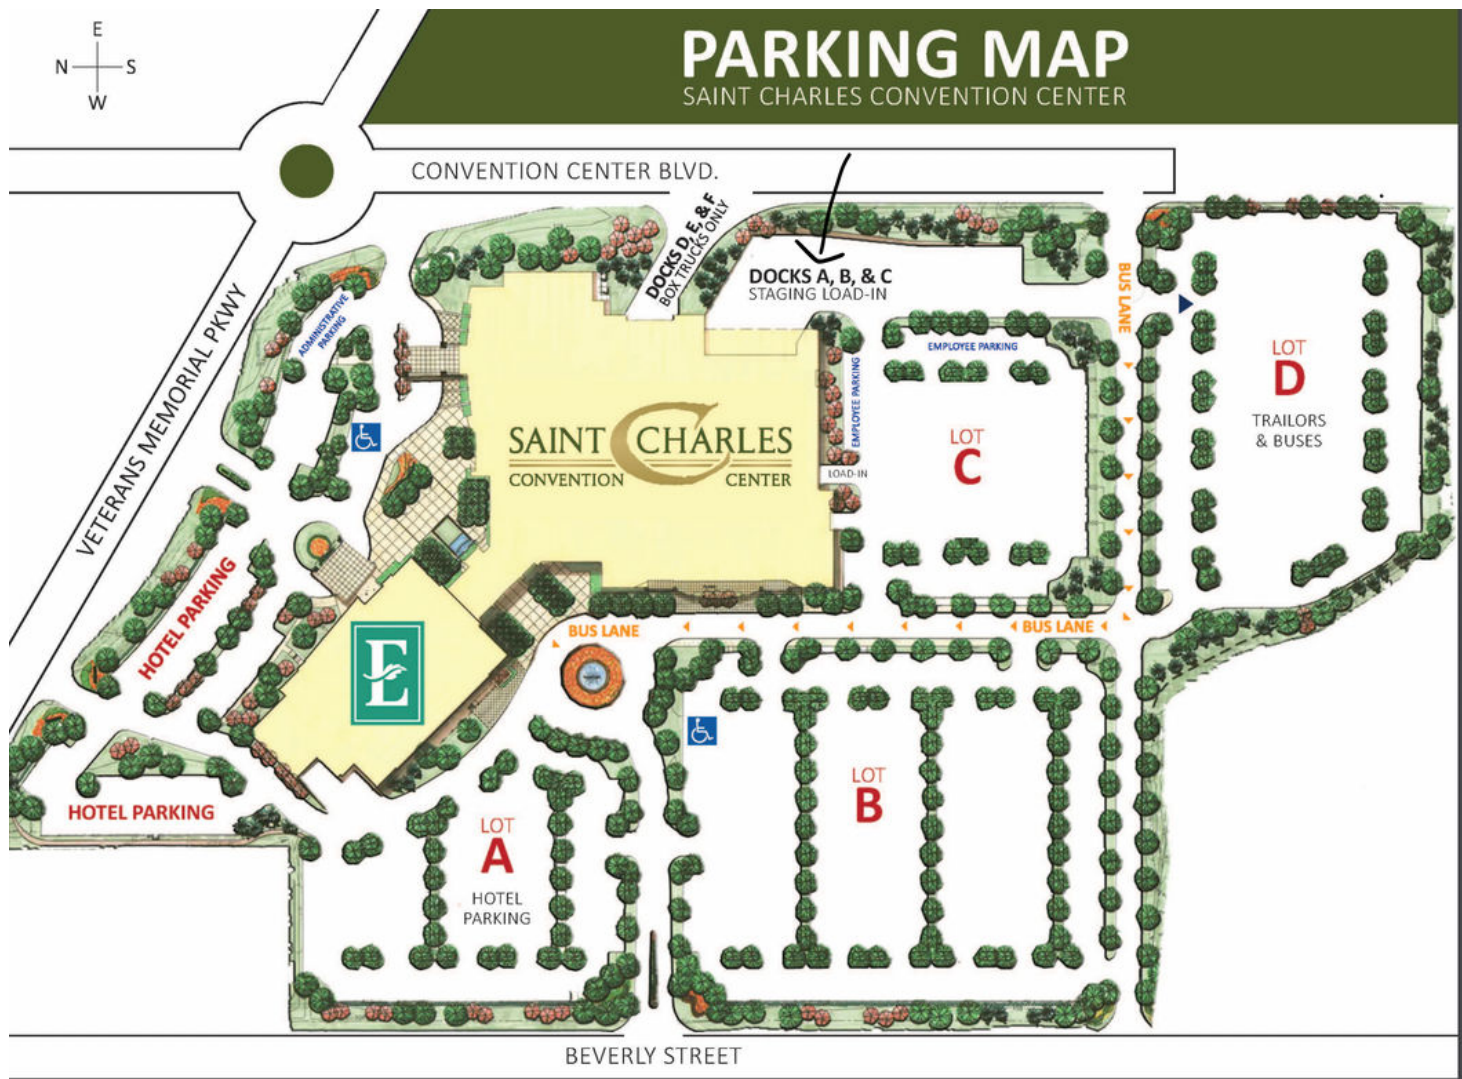 PARKING MAP
SAINT CHARLES CONVENTION CENTER
E
N S
W
CONVENTION CENTER BLVD.
DOCKS D, E, & F
BOX TRUCKS ONLY
DOCKS A, B, & C
STAGING LOAD-IN
BUS LANE
VETERANS MEMORIAL PKWY
ADMINISTRATIVE
PARKING
EMPLOYEE PARKING
EMPLOYEE PARKING
LOT
D
TRAILORS
& BUSES
SAINT CHARLES
CONVENTION CENTER
LOAD-IN
LOT
C
HOTEL PARKING
BUS LANE
BUS LANE
E
HOTEL PARKING
LOT
A
HOTEL
PARKING
LOT
B
BEVERLY STREET